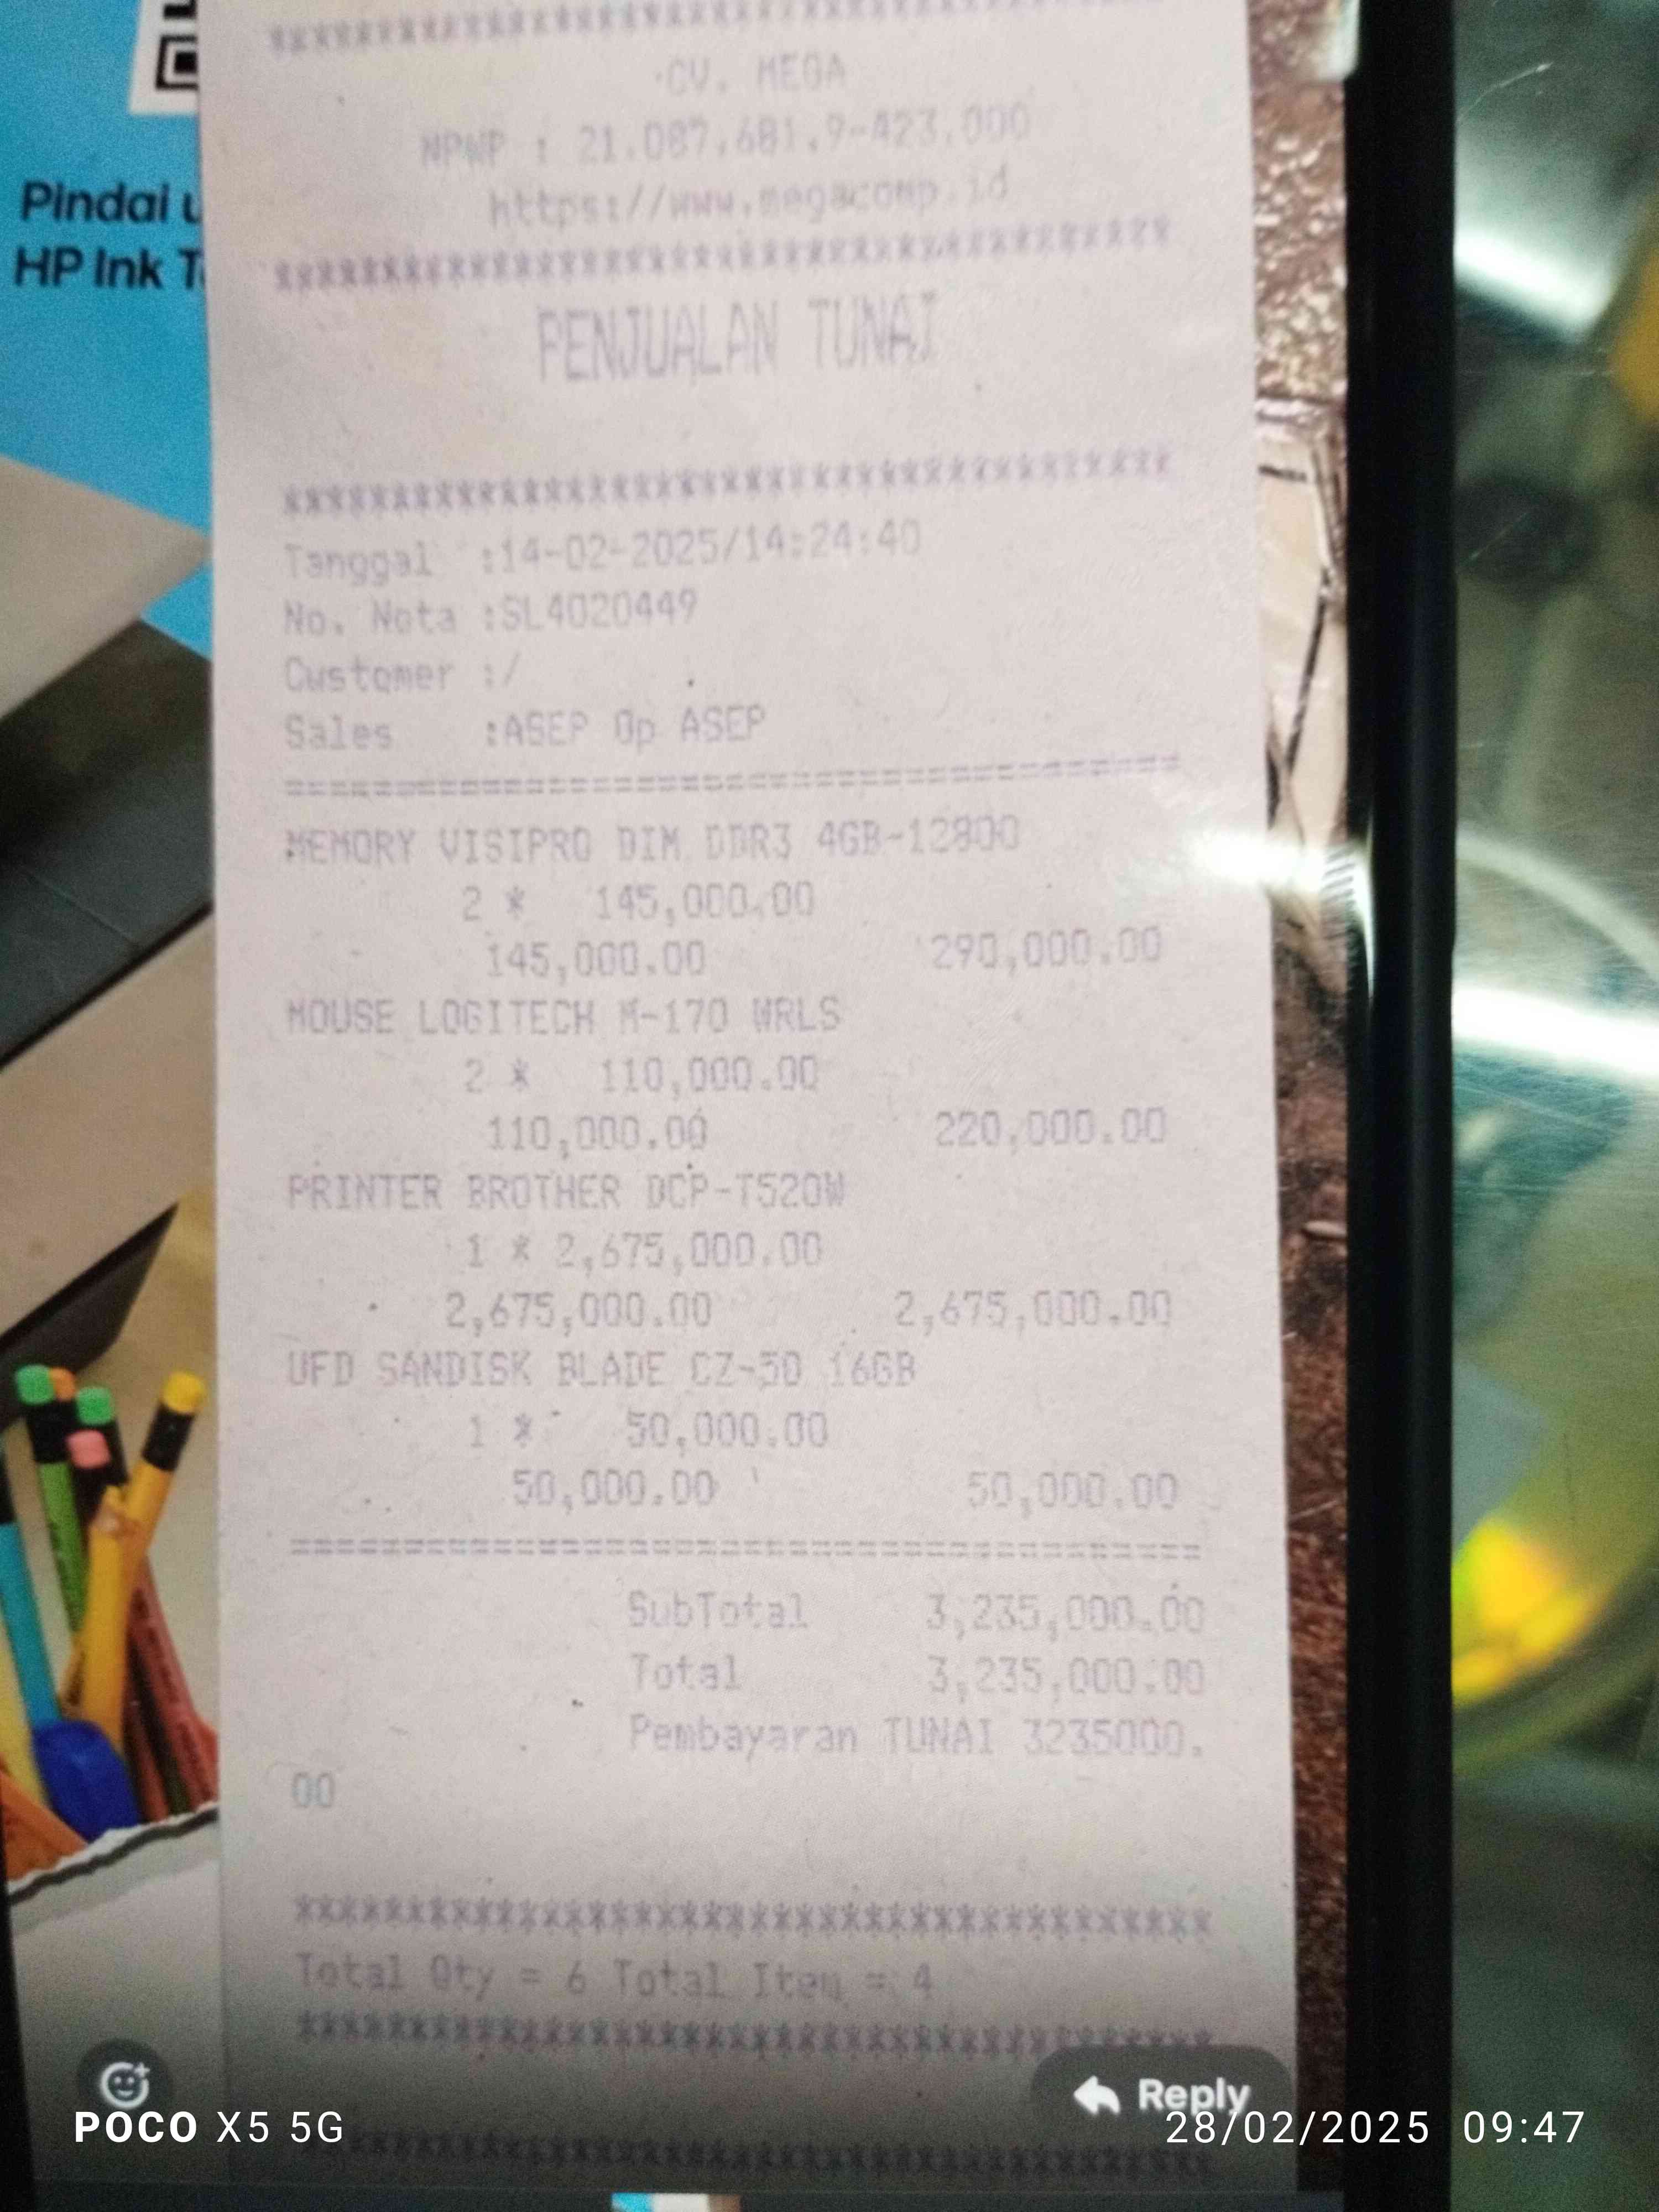 Pindai u
HP Ink T
****************************************
CV. MEGA
NPWP : 21.087.681.9-423.000
https://www.megacomp.id
****************************************
PENJUALAN TUNAI
****************************************
Tanggal :14-02-2025/14:24:40
No. Nota :SL4020449
Customer :/
Sales :ASEP Op ASEP
========================================
MEMORY VISIPRO DIM DDR3 4GB-12800
2 * 145,000.00
145,000.00 290,000.00
MOUSE LOGITECH M-170 WRLS
2 * 110,000.00
110,000.00 220,000.00
PRINTER BROTHER DCP-T520W
1 * 2,675,000.00
2,675,000.00 2,675,000.00
UFD SANDISK BLADE CZ-50 16GB
1 * 50,000.00
50,000.00 50,000.00
========================================
SubTotal 3,235,000.00
Total 3,235,000.00
Pembayaran TUNAI 3235000.
00
****************************************
Total Qty = 6 Total Item = 4
****************************************
Reply
POCO X5 5G
28/02/2025 09:47
****************************************